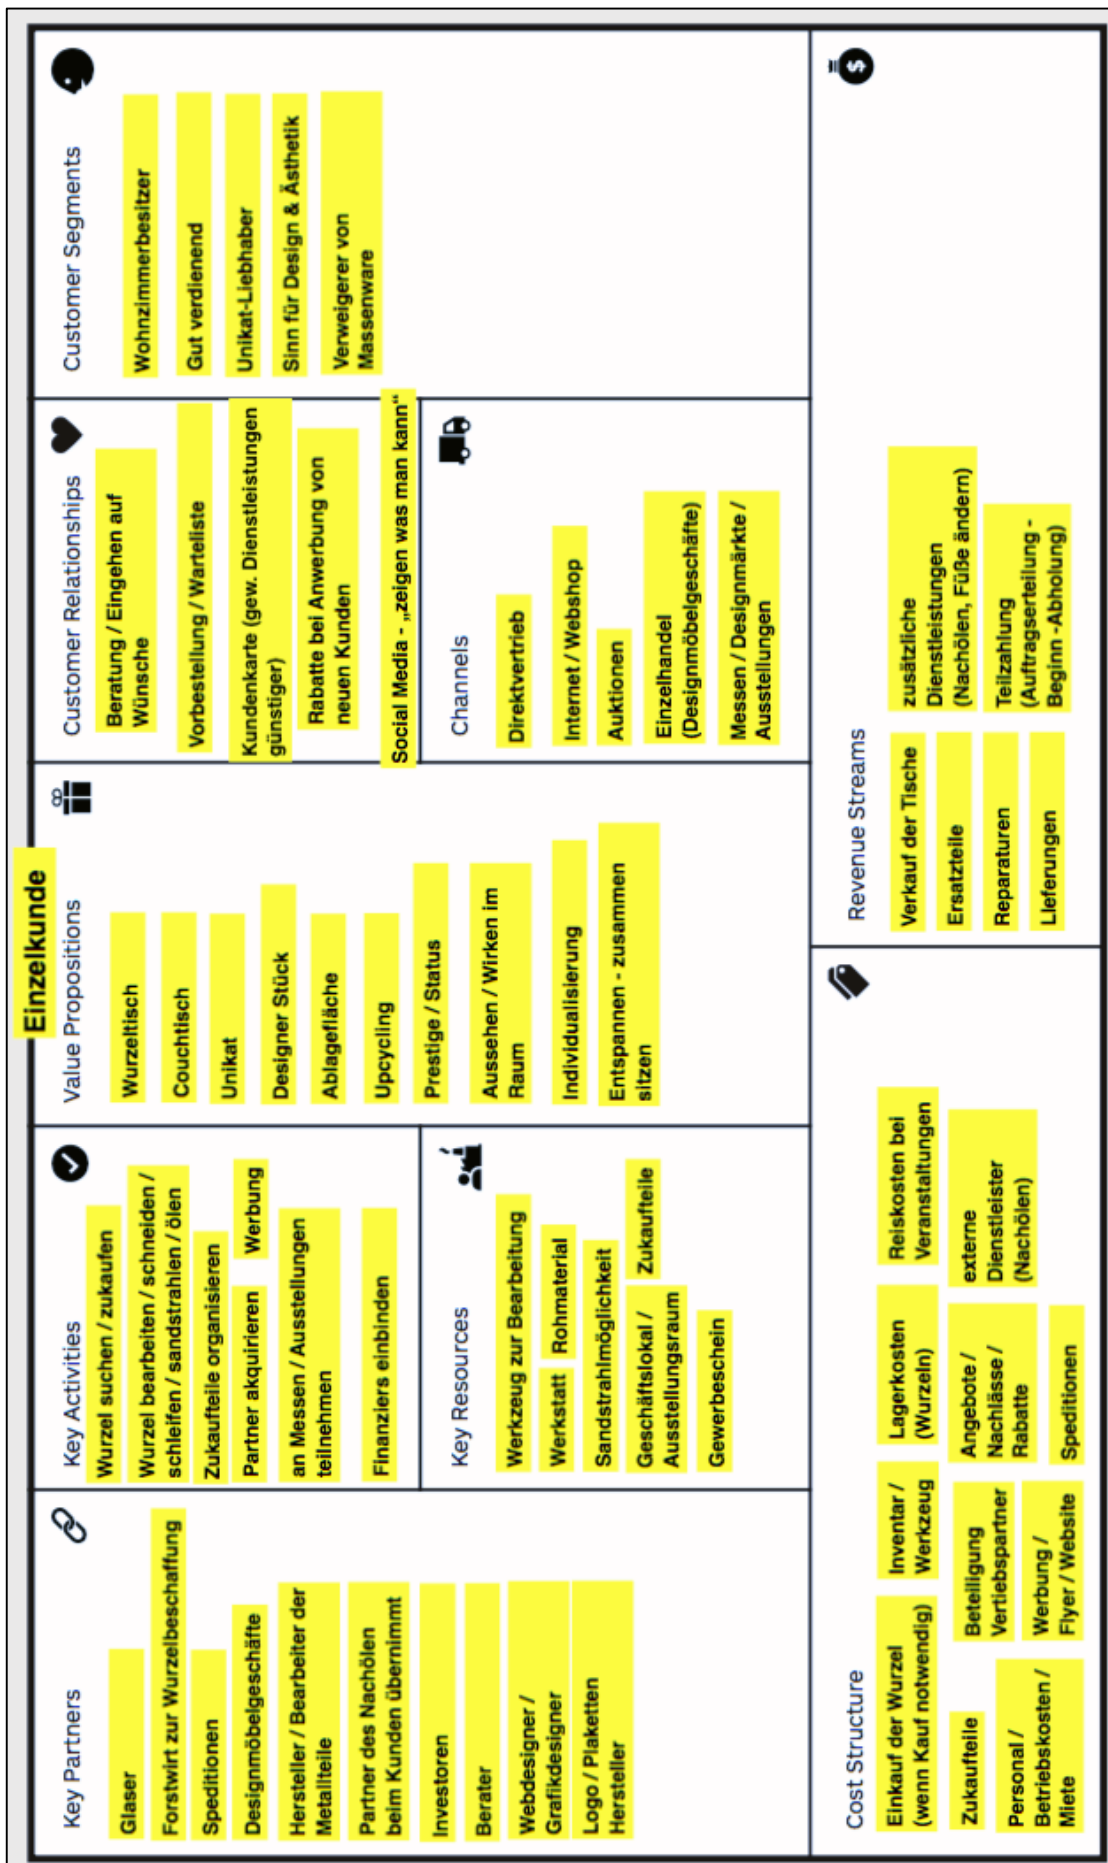 Einzelkunde
Key Partners
Glaser
Forstwirt zur Wurzelbeschaffung
Speditionen
Designmöbelgeschäfte
Hersteller / Bearbeiter der
Metallteile
Partner des Nachölen
beim Kunden übernimmt
Investoren
Berater
Webdesigner /
Grafikdesigner
Logo / Plaketten
Hersteller
Key Activities
Wurzel suchen / zukaufen
Wurzel bearbeiten / schneiden /
schleifen / sandstrahlen / ölen
Zukaufteile organisieren
Partner akquirieren
Werbung
an Messen / Ausstellungen
teilnehmen
Finanziers einbinden
Key Resources
Werkzeug zur Bearbeitung
Werkstatt
Rohmaterial
Sandstrahlmöglichkeit
Geschäftslokal /
Ausstellungsraum
Zukaufteile
Gewerbeschein
Value Propositions
Wurzeltisch
Couchtisch
Unikat
Designer Stück
Ablagefläche
Upcycling
Prestige / Status
Aussehen / Wirken im
Raum
Individualisierung
Entspannen - zusammen
sitzen
Customer Relationships
Beratung / Eingehen auf
Wünsche
Vorbestellung / Warteliste
Kundenkarte (gew. Dienstleistungen
günstiger)
Rabatte bei Anwerbung von
neuen Kunden
Social Media - „zeigen was man kann“
Channels
Direktvertrieb
Internet / Webshop
Auktionen
Einzelhandel
(Designmöbelgeschäfte)
Messen / Designmärkte /
Ausstellungen
Customer Segments
Wohnzimmerbesitzer
Gut verdienend
Unikat-Liebhaber
Sinn für Design & Ästhetik
Verweigerer von
Massenware
Cost Structure
Einkauf der Wurzel
(wenn Kauf notwendig)
Zukaufteile
Personal /
Betriebskosten /
Miete
Inventar /
Werkzeug
Beteiligung
Vertiebspartner
Werbung /
Flyer / Website
Lagerkosten
(Wurzeln)
Angebote /
Nachlässe /
Rabatte
Speditionen
Reiskosten bei
Veranstaltungen
externe
Dienstleister
(Nachölen)
Revenue Streams
Verkauf der Tische
Ersatzteile
Reparaturen
Lieferungen
zusätzliche
Dienstleistungen
(Nachölen, Füße ändern)
Teilzahlung
(Auftragserteilung -
Beginn -Abholung)